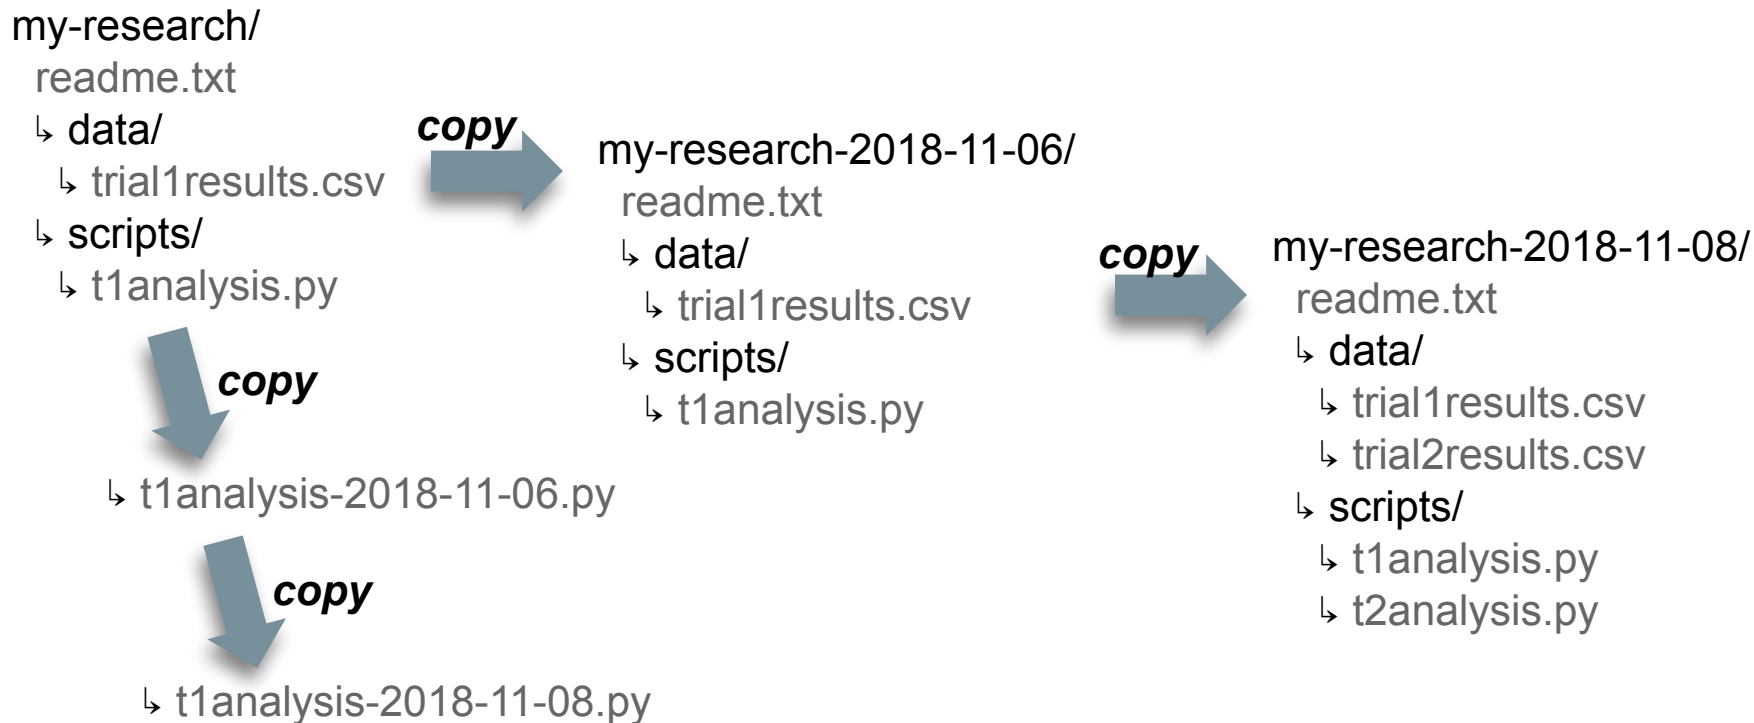 my-research/
readme.txt
↳ data/
↳ trial1results.csv
↳ scripts/
↳ t1analysis.py
copy
↳ t1analysis-2018-11-06.py
copy
↳ t1analysis-2018-11-08.py
copy
my-research-2018-11-06/
readme.txt
↳ data/
↳ trial1results.csv
↳ scripts/
↳ t1analysis.py
copy
my-research-2018-11-08/
readme.txt
↳ data/
↳ trial1results.csv
↳ trial2results.csv
↳ scripts/
↳ t1analysis.py
↳ t2analysis.py